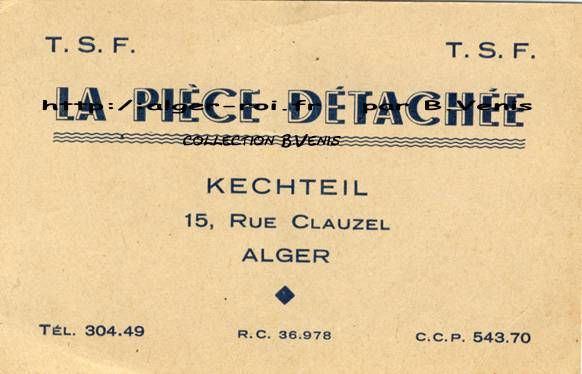 T. S. F. T. S. F.
LA PIÈCE DÉTACHÉE
http://alger-roi.fr par B.Venis
COLLECTION B.VENIS
KECHTEIL
15, RUE CLAUZEL
ALGER
TÉL. 304.49 R.C. 36.978 C.C.P. 543.70